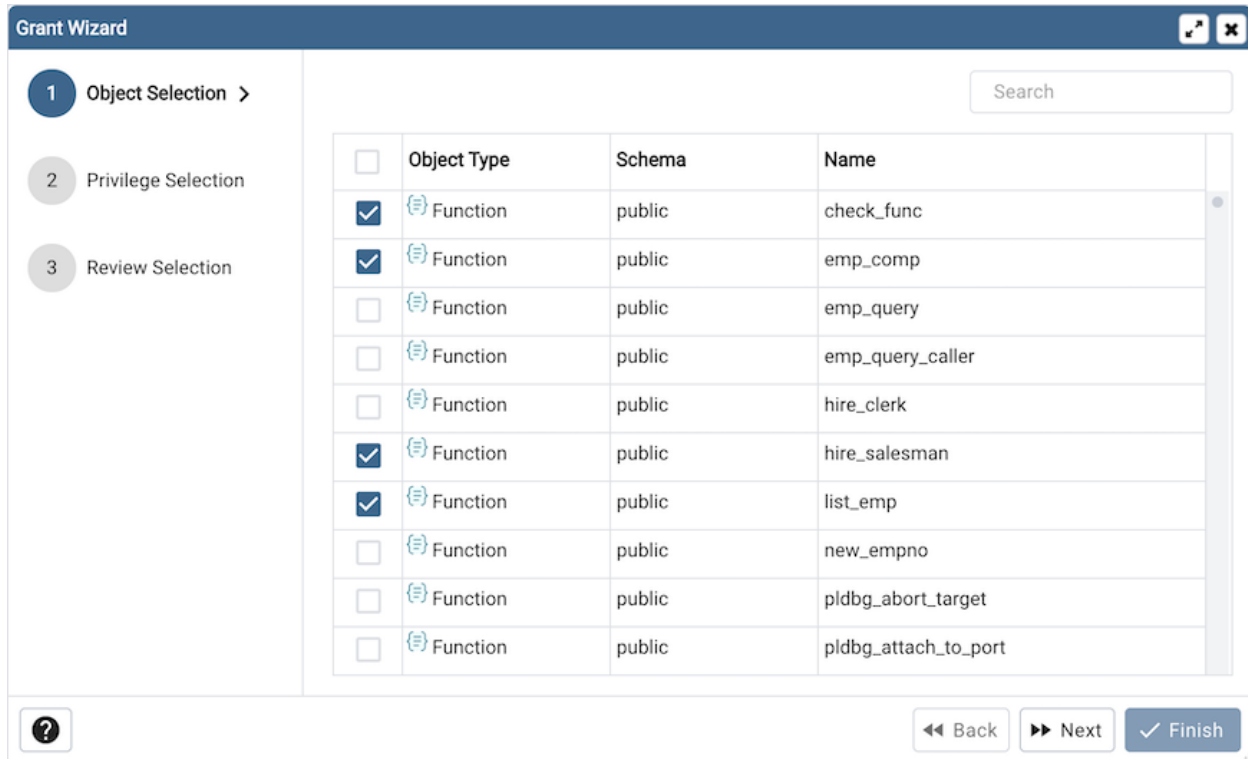 Grant Wizard
1 Object Selection
Search
2 Privilege Selection
3 Review Selection
Object Type Schema Name
Function public check_func
Function public emp_comp
Function public emp_query
Function public emp_query_caller
Function public hire_clerk
Function public hire_salesman
Function public list_emp
Function public new_empno
Function public pldbg_abort_target
Function public pldbg_attach_to_port
? Back Next Finish